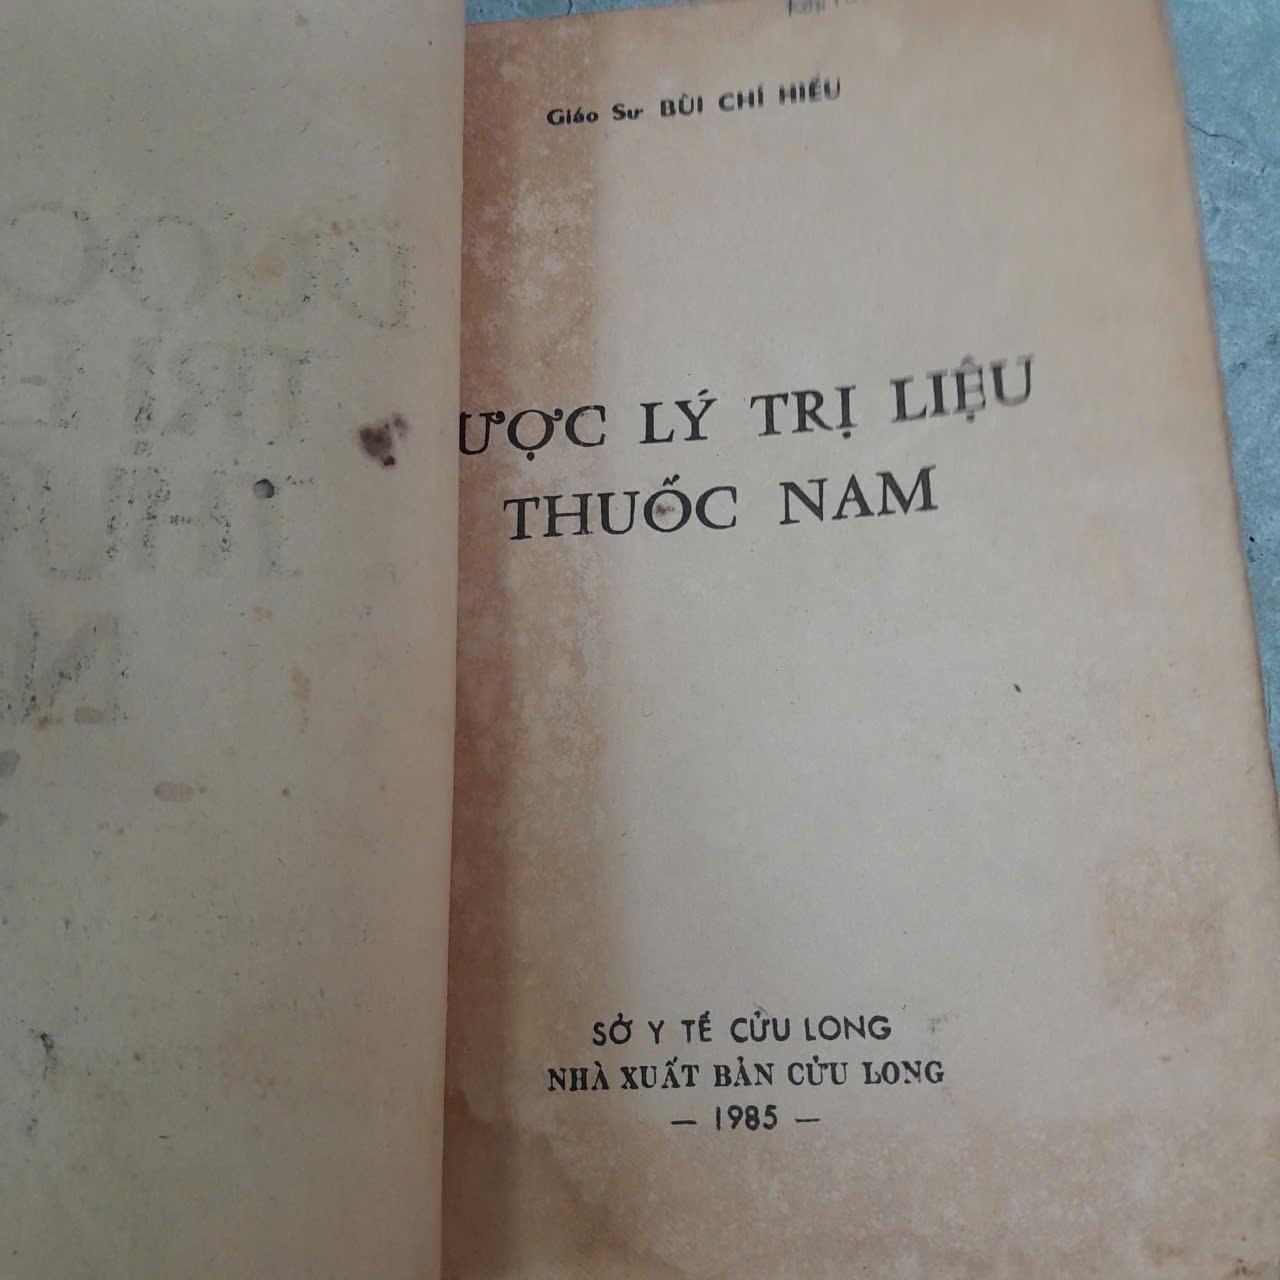 Giáo Sư BÙI CHÍ HIẾU
ƯỢC LÝ TRỊ LIỆU
THUỐC NAM
SỞ Y TẾ CỬU LONG
NHÀ XUẤT BẢN CỬU LONG
— 1985 —